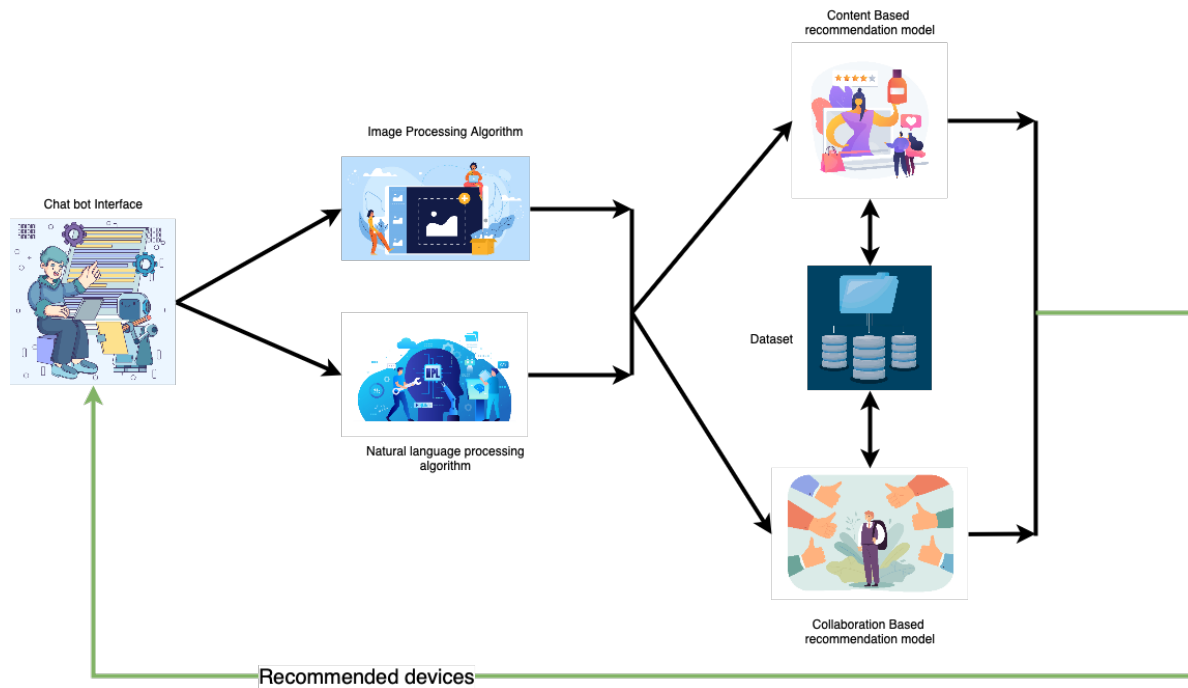 Content Based
recommendation model
Image Processing Algorithm
Chat bot Interface
NPL
Dataset
Natural language processing
algorithm
Collaboration Based
recommendation model
Recommended devices